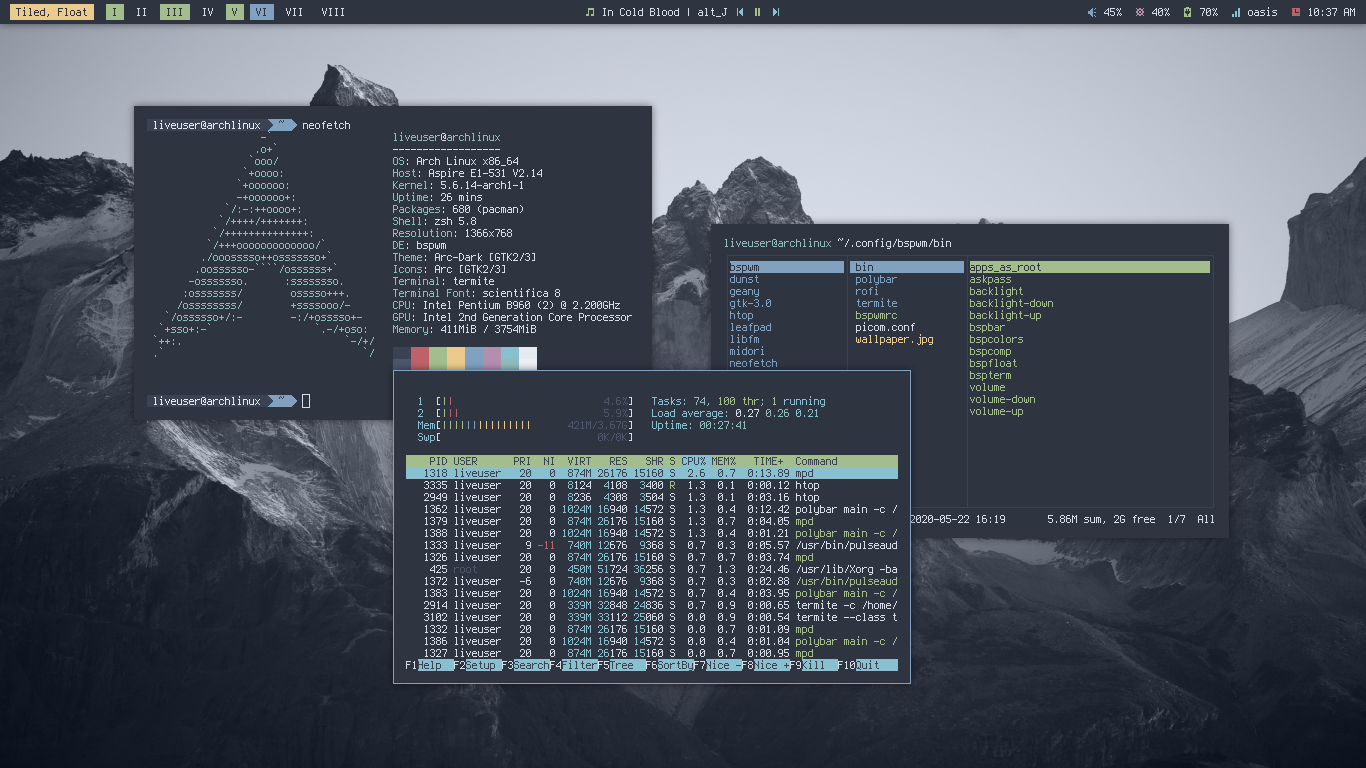 Tiled, Float I II III IV V VI VII VIII In Cold Blood | alt_J 45% 40% 70% oasis 10:37 AM
liveuser@archlinux ~ neofetch
liveuser@archlinux
------------------
OS: Arch Linux x86_64
Host: Aspire E1-531 V2.14
Kernel: 5.6.14-arch1-1
Uptime: 26 mins
Packages: 680 (pacman)
Shell: zsh 5.8
Resolution: 1366x768
DE: bspwm
Theme: Arc-Dark [GTK2/3]
Icons: Arc [GTK2/3]
Terminal: termite
Terminal Font: scientifica 8
CPU: Intel Pentium B960 (2) @ 2.200GHz
GPU: Intel 2nd Generation Core Processor
Memory: 411MiB / 3754MiB
liveuser@archlinux ~
liveuser@archlinux ~/.config/bspwm/bin
bspwm bin apps_as_root
dunst polybar askpass
geany rofi backlight
gtk-3.0 termite backlight-down
htop bspwmrc backlight-up
leafpad picom.conf bspbar
libfm wallpaper.jpg bspcolors
midori bspcomp
neofetch bspfloat
bspterm
volume
volume-down
volume-up
2020-05-22 16:19 5.86M sum, 2G free 1/7 All
1 [|| 4.6%] Tasks: 74, 100 thr; 1 running
2 [||| 5.9%] Load average: 0.27 0.26 0.21
Mem[||||||||||||||| 421M/3.67G] Uptime: 00:27:41
Swp[ 0K/0K]
PID USER PRI NI VIRT RES SHR S CPU% MEM% TIME+ Command
1318 liveuser 20 0 874M 26176 15160 S 2.6 0.7 0:13.89 mpd
3335 liveuser 20 0 8124 4108 3400 R 1.3 0.1 0:00.12 htop
2949 liveuser 20 0 8236 4308 3504 S 1.3 0.1 0:03.16 htop
1362 liveuser 20 0 1024M 16940 14572 S 1.3 0.4 0:12.42 polybar main -c /
1379 liveuser 20 0 874M 26176 15160 S 1.3 0.7 0:04.05 mpd
1388 liveuser 20 0 1024M 16940 14572 S 1.3 0.4 0:01.21 polybar main -c /
1333 liveuser 9 -11 740M 12676 9368 S 0.7 0.3 0:05.57 /usr/bin/pulseaud
1326 liveuser 20 0 874M 26176 15160 S 0.7 0.7 0:03.74 mpd
425 root 20 0 450M 51724 36256 S 0.7 1.3 0:24.46 /usr/lib/Xorg -ba
1372 liveuser -6 0 740M 12676 9368 S 0.7 0.3 0:02.88 /usr/bin/pulseaud
1383 liveuser 20 0 1024M 16940 14572 S 0.7 0.4 0:03.95 polybar main -c /
2914 liveuser 20 0 339M 32848 24836 S 0.7 0.9 0:00.65 termite -c /home/
3102 liveuser 20 0 339M 33112 25060 S 0.0 0.9 0:00.54 termite --class t
1332 liveuser 20 0 874M 26176 15160 S 0.0 0.7 0:01.09 mpd
1386 liveuser 20 0 1024M 16940 14572 S 0.0 0.4 0:01.04 polybar main -c /
1327 liveuser 20 0 874M 26176 15160 S 0.0 0.7 0:00.95 mpd
F1Help F2Setup F3SearchF4FilterF5Tree F6SortByF7Nice -F8Nice +F9Kill F10Quit